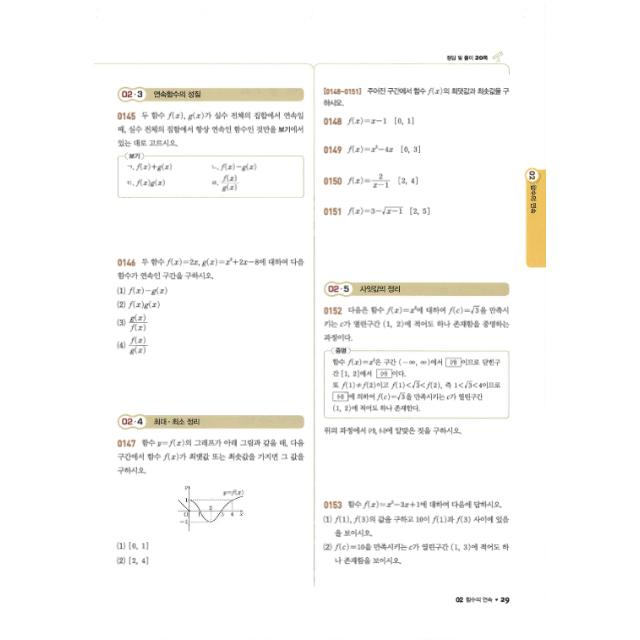 정답 및 풀이 20쪽
02·3 연속함수의 성질
0145 두 함수 f(x), g(x)가 실수 전체의 집합에서 연속일
때, 실수 전체의 집합에서 항상 연속인 함수인 것만을 보기에서
있는 대로 고르시오.
보기
ㄱ. f(x)+g(x) ㄴ. f(x)-g(x)
ㄷ. f(x)g(x) ㄹ. f(x)/g(x)
0146 두 함수 f(x)=2x, g(x)=x²+2x-8에 대하여 다음
함수가 연속인 구간을 구하시오.
(1) f(x)-g(x)
(2) f(x)g(x)
(3) g(x)/f(x)
(4) f(x)/g(x)
02·4 최대·최소 정리
0147 함수 y=f(x)의 그래프가 아래 그림과 같을 때, 다음
구간에서 함수 f(x)가 최댓값 또는 최솟값을 가지면 그 값을
구하시오.
y y=f(x)
1
O 1 2 3 4 x
-1
(1) [0, 1]
(2) [2, 4]
[0148~0151] 주어진 구간에서 함수 f(x)의 최댓값과 최솟값을 구
하시오.
0148 f(x)=x-1 [0, 1]
0149 f(x)=x²-4x [0, 3]
0150 f(x)=2/(x-1) [2, 4]
0151 f(x)=3-√(x-1) [2, 5]
02·5 사잇값의 정리
0152 다음은 함수 f(x)=x²에 대하여 f(c)=√3을 만족시
키는 c가 열린구간 (1, 2)에 적어도 하나 존재함을 증명하는
과정이다.
증명
함수 f(x)=x²은 구간 (-∞, ∞)에서 (가)이므로 닫힌구
간 [1, 2]에서 (가)이다.
또 f(1)≠f(2)이고 f(1)<√3<f(2), 즉 1<√3<4이므로
(나)에 의하여 f(c)=√3을 만족시키는 c가 열린구간
(1, 2)에 적어도 하나 존재한다.
위의 과정에서 (가), (나)에 알맞은 것을 구하시오.
0153 함수 f(x)=x³-3x+1에 대하여 다음에 답하시오.
(1) f(1), f(3)의 값을 구하고 10이 f(1)과 f(3) 사이에 있음
을 보이시오.
(2) f(c)=10을 만족시키는 c가 열린구간 (1, 3)에 적어도 하
나 존재함을 보이시오.
02 함수의 연속
02 함수의 연속 • 29